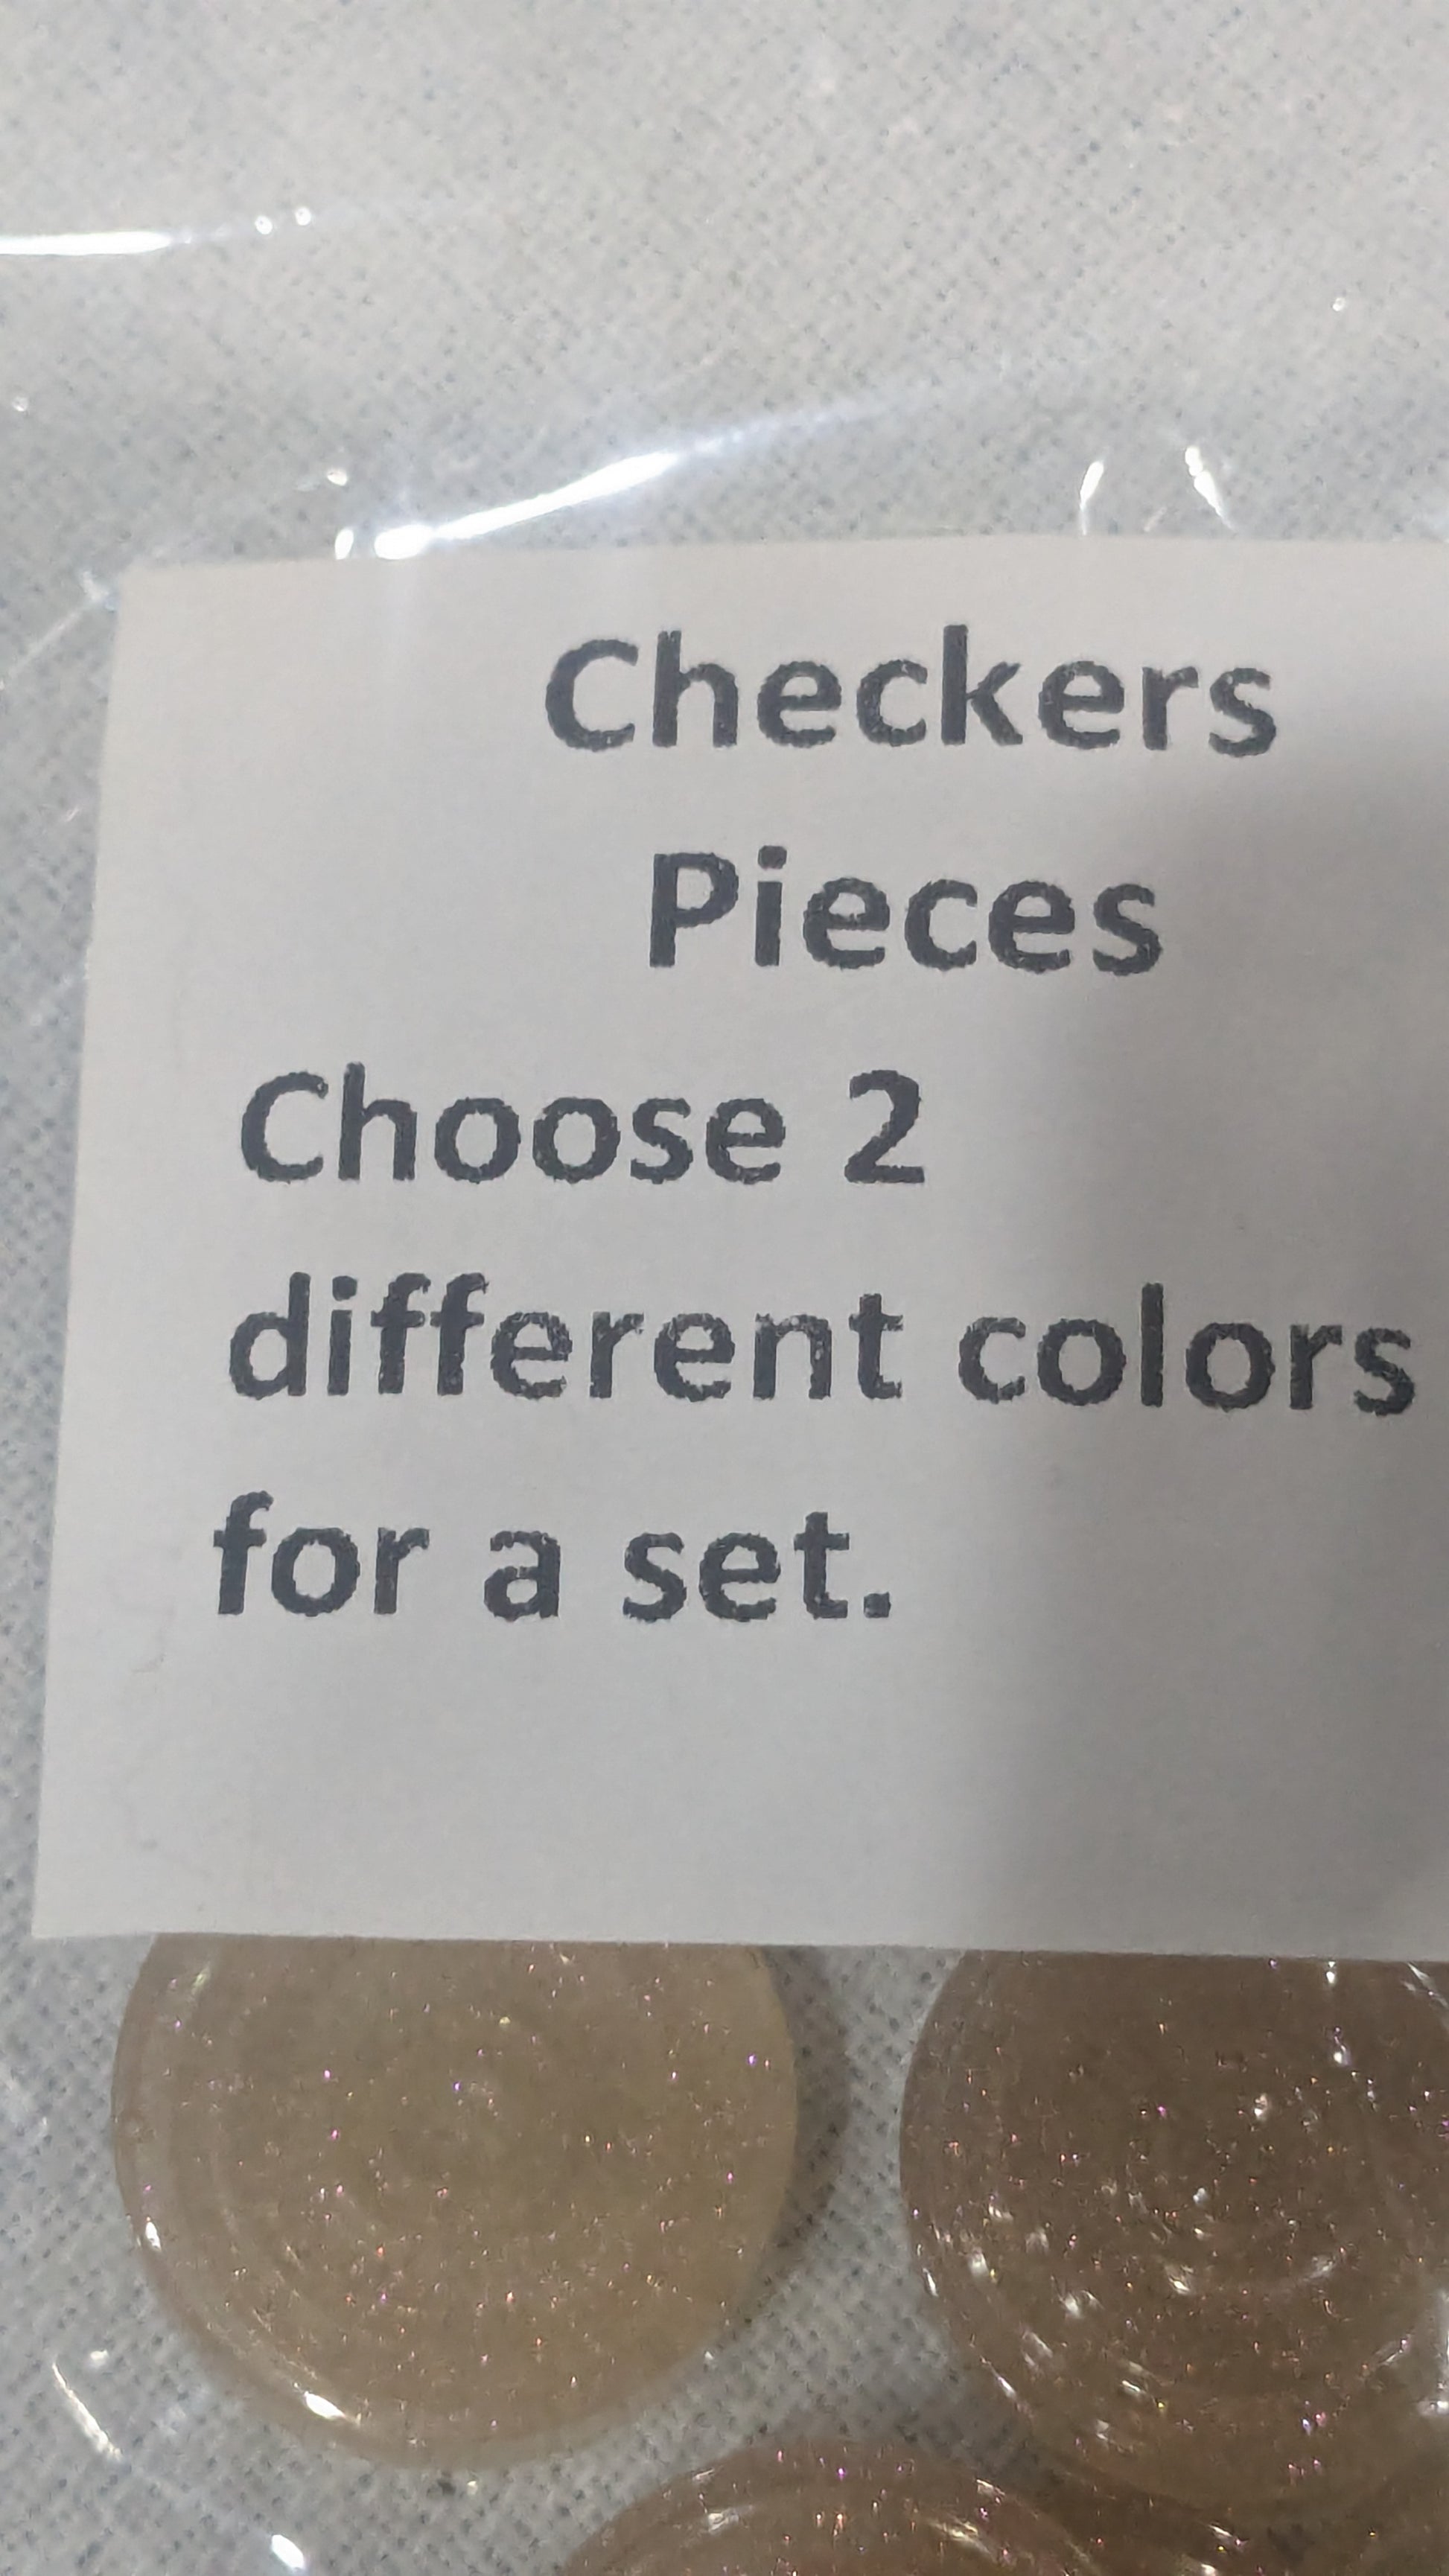 Checkers
Pieces
Choose 2
different colors
for a set.